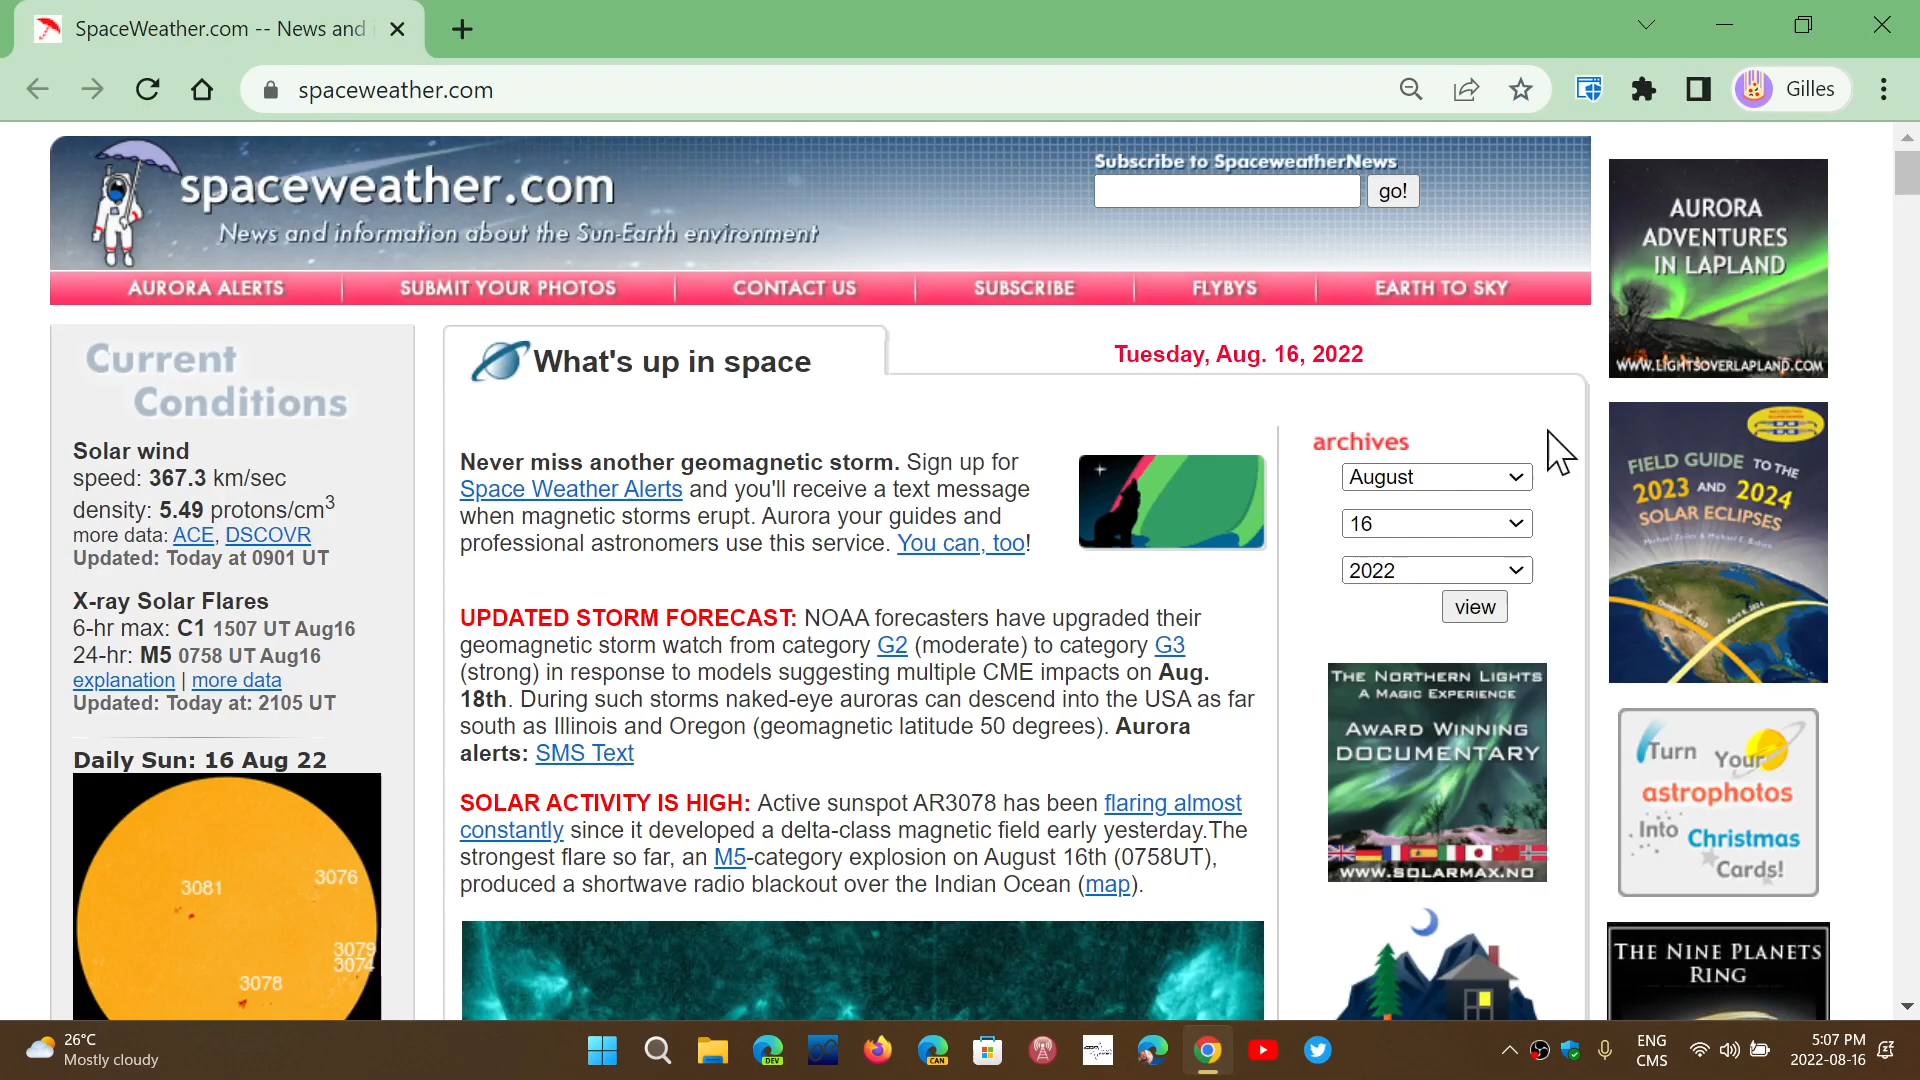 SpaceWeather.com -- News and
spaceweather.com
Gilles
spaceweather.com
News and information about the Sun-Earth environment
Subscribe to SpaceweatherNews
go!
AURORA ALERTS
SUBMIT YOUR PHOTOS
CONTACT US
SUBSCRIBE
FLYBYS
EARTH TO SKY
Current
Conditions
Solar wind
speed: 367.3 km/sec
density: 5.49 protons/cm3
more data: ACE, DSCOVR
Updated: Today at 0901 UT
X-ray Solar Flares
6-hr max: C1 1507 UT Aug16
24-hr: M5 0758 UT Aug16
explanation | more data
Updated: Today at: 2105 UT
Daily Sun: 16 Aug 22
3081
3076
3079
3074
3078
What's up in space
Tuesday, Aug. 16, 2022
Never miss another geomagnetic storm. Sign up for
Space Weather Alerts and you'll receive a text message
when magnetic storms erupt. Aurora your guides and
professional astronomers use this service. You can, too!
UPDATED STORM FORECAST: NOAA forecasters have upgraded their
geomagnetic storm watch from category G2 (moderate) to category G3
(strong) in response to models suggesting multiple CME impacts on Aug.
18th. During such storms naked-eye auroras can descend into the USA as far
south as Illinois and Oregon (geomagnetic latitude 50 degrees). Aurora
alerts: SMS Text
SOLAR ACTIVITY IS HIGH: Active sunspot AR3078 has been flaring almost
constantly since it developed a delta-class magnetic field early yesterday.The
strongest flare so far, an M5-category explosion on August 16th (0758UT),
produced a shortwave radio blackout over the Indian Ocean (map).
archives
August
16
2022
view
THE NORTHERN LIGHTS
A MAGIC EXPERIENCE
AWARD WINNING
DOCUMENTARY
WWW.SOLARMAX.NO
AURORA
ADVENTURES
IN LAPLAND
WWW.LIGHTSOVERLAPLAND.COM
FIELD GUIDE TO THE
2023 AND 2024
SOLAR ECLIPSES
Turn Your
astrophotos
Into Christmas
Cards!
THE NINE PLANETS
RING
26°C
Mostly cloudy
DEV
CAN
ENG
CMS
5:07 PM
2022-08-16